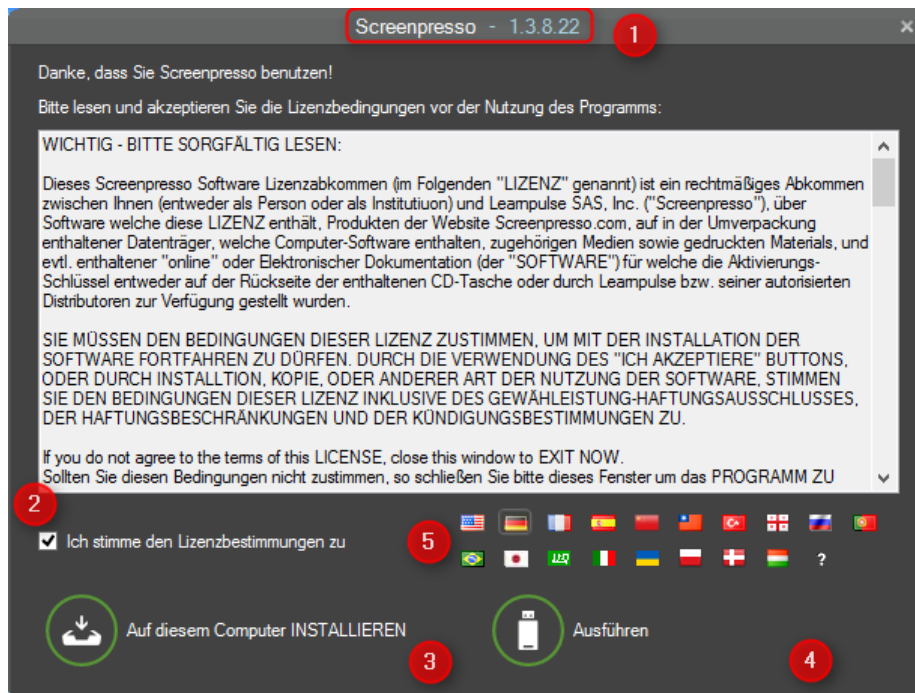 Screenpresso - 1.3.8.22
1
Danke, dass Sie Screenpresso benutzen!
Bitte lesen und akzeptieren Sie die Lizenzbedingungen vor der Nutzung des Programms:
WICHTIG - BITTE SORGFÄLTIG LESEN:
Dieses Screenpresso Software Lizenzabkommen (im Folgenden "LIZENZ" genannt) ist ein rechtmäßiges Abkommen
zwischen Ihnen (entweder als Person oder als Institutiuon) und Leampulse SAS, Inc. ("Screenpresso"), über
Software welche diese LIZENZ enthält, Produkten der Website Screenpresso.com, auf in der Umverpackung
enthaltener Datenträger, welche Computer-Software enthalten, zugehörigen Medien sowie gedruckten Materials, und
evtl. enthaltener "online" oder Elektronischer Dokumentation (der "SOFTWARE") für welche die Aktivierungs-
Schlüssel entweder auf der Rückseite der enthaltenen CD-Tasche oder durch Leampulse bzw. seiner autorisierten
Distributoren zur Verfügung gestellt wurden.
SIE MÜSSEN DEN BEDINGUNGEN DIESER LIZENZ ZUSTIMMEN, UM MIT DER INSTALLATION DER
SOFTWARE FORTFAHREN ZU DÜRFEN. DURCH DIE VERWENDUNG DES "ICH AKZEPTIERE" BUTTONS,
ODER DURCH INSTALLTION, KOPIE, ODER ANDERER ART DER NUTZUNG DER SOFTWARE, STIMMEN
SIE DEN BEDINGUNGEN DIESER LIZENZ INKLUSIVE DES GEWÄHLEISTUNG-HAFTUNGSAUSSCHLUSSES,
DER HAFTUNGSBESCHRÄNKUNGEN UND DER KÜNDIGUNGSBESTIMMUNGEN ZU.
If you do not agree to the terms of this LICENSE, close this window to EXIT NOW.
Sollten Sie diesen Bedingungen nicht zustimmen, so schließen Sie bitte dieses Fenster um das PROGRAMM ZU
2
Ich stimme den Lizenzbestimmungen zu
5
?
Auf diesem Computer INSTALLIEREN
3
Ausführen
4